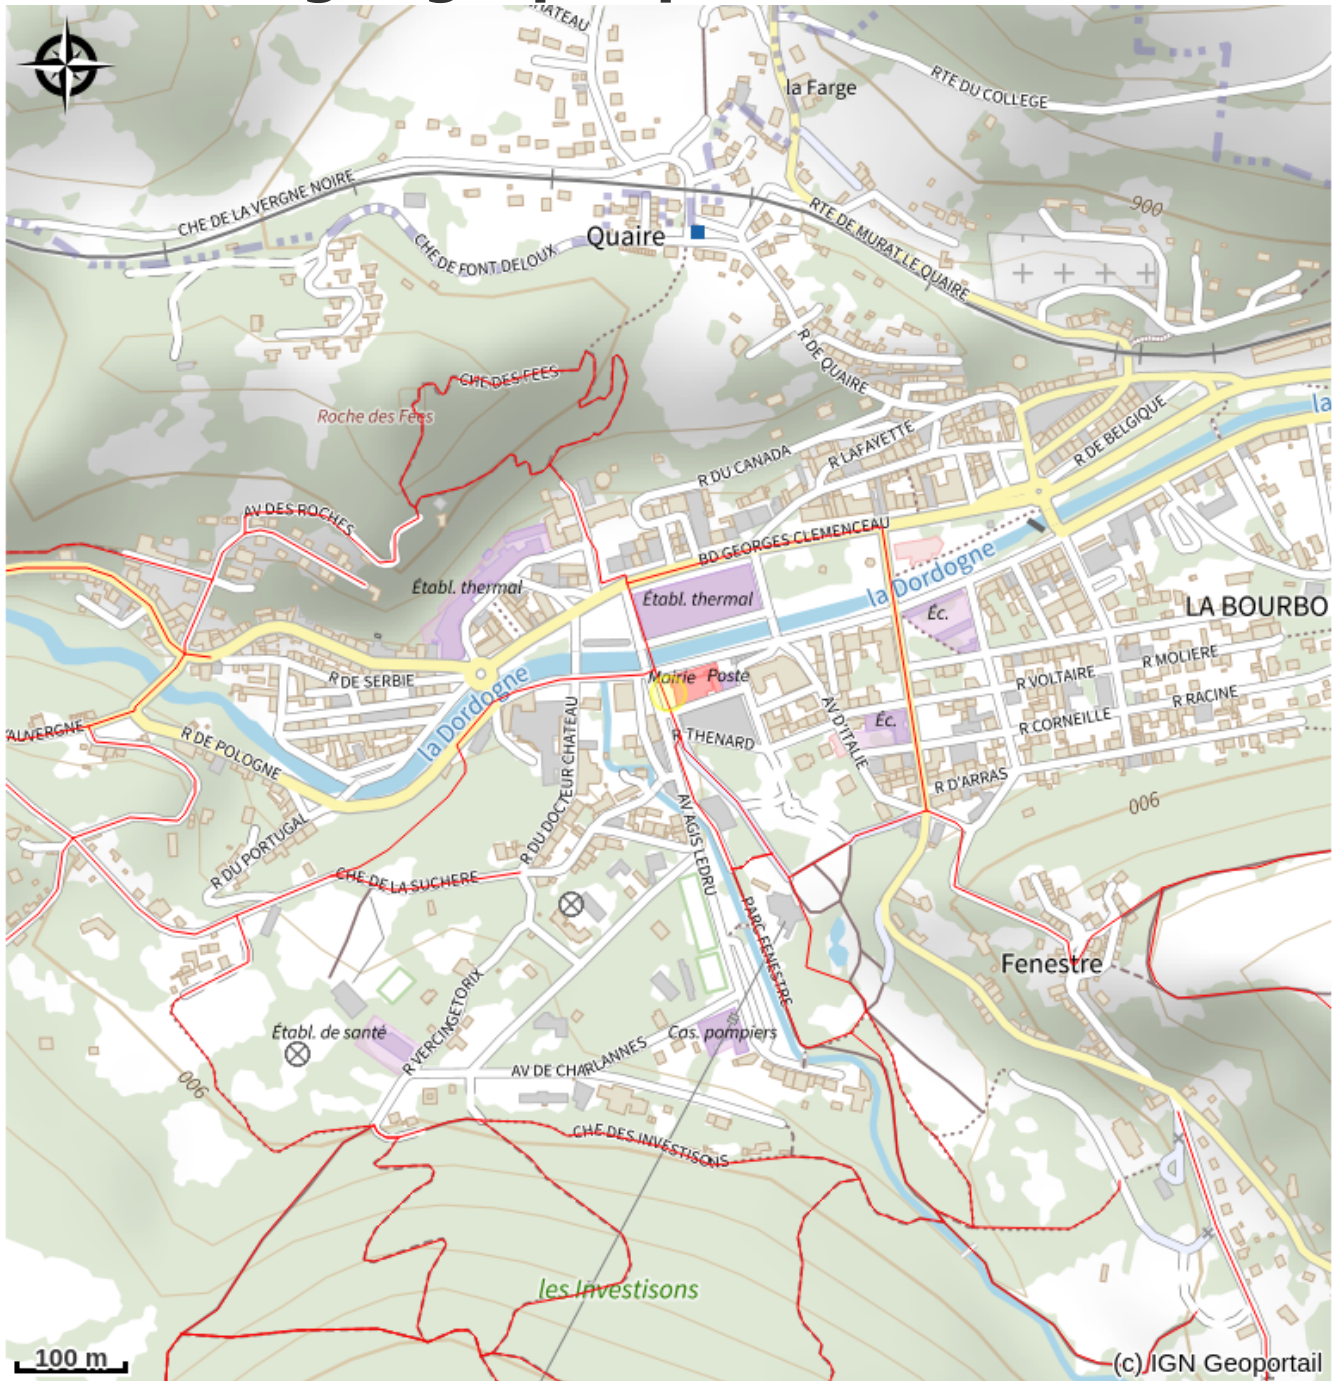 CHATEAU
la Farge
RTE DU COLLEGE
CHE DE LA VERGNE NOIRE
900
RTE DE MURAT LE QUAIRE
Quaire
CHE DE FONT DELOUX
R DE QUAIRE
CHE DES FEES
Roche des Fées
la
R DE BELGIQUE
R LAFAYETTE
R DU CANADA
AV DES ROCHES
BD GEORGES CLEMENCEAU
la Dordogne
Établ. thermal
Établ. thermal
Éc.
LA BOURBO
R MOLIERE
R VOLTAIRE
R RACINE
R DE SERBIE
Mairie
Poste
la Dordogne
AV D'ITALIE
Éc.
R CORNEILLE
AUVERGNE
R DE POLOGNE
R THENARD
R DU DOCTEUR CHATEAU
R D'ARRAS
900
R DU PORTUGAL
AV AGIS LEDRU
CHE DE LA SUCHERE
PARC FENESTRE
Fenestre
R VERCINGETORIX
Établ. de santé
Cas. pompiers
AV DE CHARLANNES
900
CHE DES INVESTISONS
les Investisons
100 m
(c) IGN Geoportail